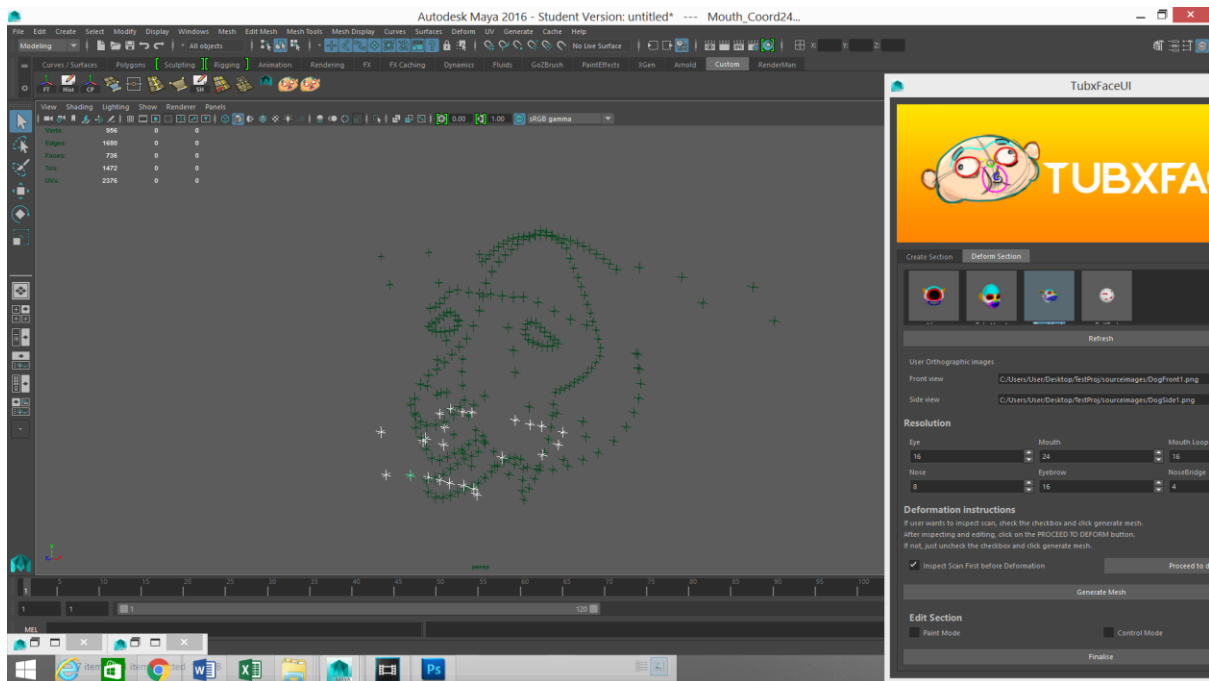 Autodesk Maya 2016 - Student Version: untitled* --- Mouth_Coord24...
File Edit Create Select Modify Display Windows Mesh Edit Mesh Mesh Tools Mesh Display Curves Surfaces Deform UV Generate Cache Help
Modeling All objects No Live Surface X: Y: Z:
Curves / Surfaces Polygons Sculpting Rigging Animation Rendering FX FX Caching Dynamics Fluids GoZBrush PaintEffects XGen Arnold Custom RenderMan
FT Hist CP SH
View Shading Lighting Show Renderer Panels
0.00 1.00 sRGB gamma
Verts: 956 0 0
Edges: 1680 0 0
Faces: 736 0 0
Tris: 1472 0 0
UVs: 2376 0 0
persp
5 10 15 20 25 30 35 40 45 50 55 60 65 70 75 80 85 90 95 100
1
1 1 1 120
MEL
W X Ps
TubxFaceUI
TUBXFA
Create Section Deform Section
Refresh
User Orthographic images
Front view C:/Users/User/Desktop/TestProj/sourceimages/DogFront1.png
Side view C:/Users/User/Desktop/TestProj/sourceimages/DogSide1.png
Resolution
Eye Mouth Mouth Loop
16 24 16
Nose Eyebrow NoseBridge
8 16 4
Deformation instructions
If user wants to inspect scan, check the checkbox and click generate mesh.
After inspecting and editing, click on the PROCEED TO DEFORM button.
If not, just uncheck the checkbox and click generate mesh.
Inspect Scan First before Deformation Proceed to d
Generate Mesh
Edit Section
Paint Mode Control Mode
Finalise